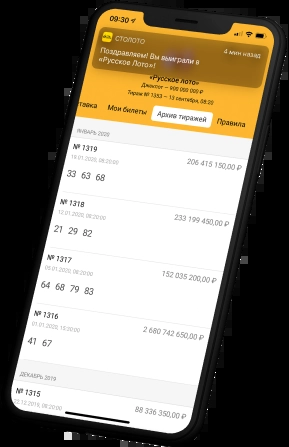 09:30
СТОЛОТО 4 мин назад
Поздравляем! Вы выиграли в
«Русское Лото»!
«Русское лото»
Джекпот — 900 000 000 ₽
Тираж № 1353 — 13 сентября, 08:20
тавка Мои билеты Архив тиражей Правила
ЯНВАРЬ 2020
№ 1319
19.01.2020, 08:20:00 206 415 150,00 ₽
33 63 68
№ 1318
12.01.2020, 08:20:00 233 199 450,00 ₽
21 29 82
№ 1317
05.01.2020, 08:20:00 152 035 200,00 ₽
64 68 79 83
№ 1316
01.01.2020, 2 680 742 650,00 ₽
41 67
ДЕКАБРЬ 2019
№ 1315
.12.2019, 08:20:00 88 336 350,00 ₽